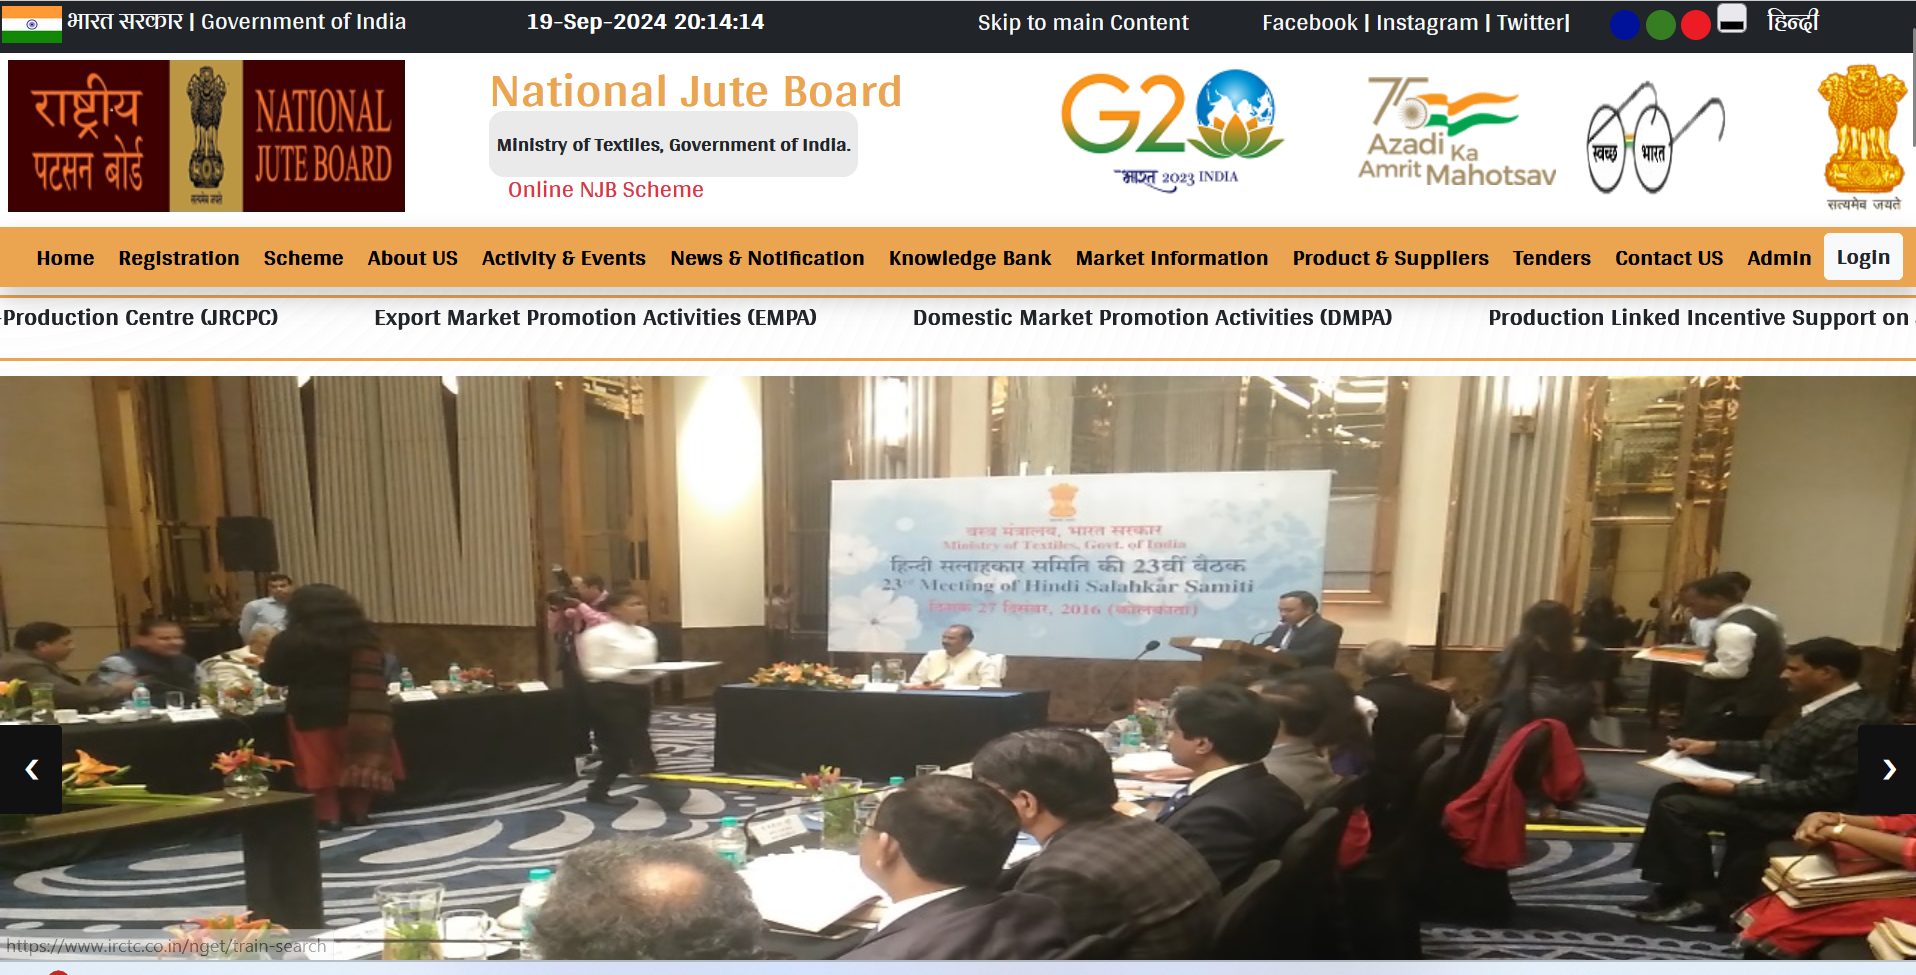 भारत सरकार | Government of India
19-Sep-2024 20:14:14
Skip to main Content
Facebook | Instagram | Twitter|
हिन्दी
राष्ट्रीय
पटसन बोर्ड
सत्यमेव जयते
NATIONAL
JUTE BOARD
National Jute Board
Ministry of Textiles, Government of India.
Online NJB Scheme
G20
भारत 2023 INDIA
75
Azadi Ka
Amrit Mahotsav
स्वच्छ भारत
सत्यमेव जयते
Home Registration Scheme About US Activity & Events News & Notification Knowledge Bank Market Information Product & Suppliers Tenders Contact US Admin Login
-Production Centre (JRCPC) Export Market Promotion Activities (EMPA) Domestic Market Promotion Activities (DMPA) Production Linked Incentive Support on
वस्त्र मंत्रालय, भारत सरकार
Ministry of Textiles, Govt. of India
हिन्दी सलाहकार समिति की 23वीं बैठक
23rd Meeting of Hindi Salahkar Samiti
दिनांक 27 दिसंबर, 2016 (कोलकाता)
❮
❯
https://www.irctc.co.in/nget/train-search